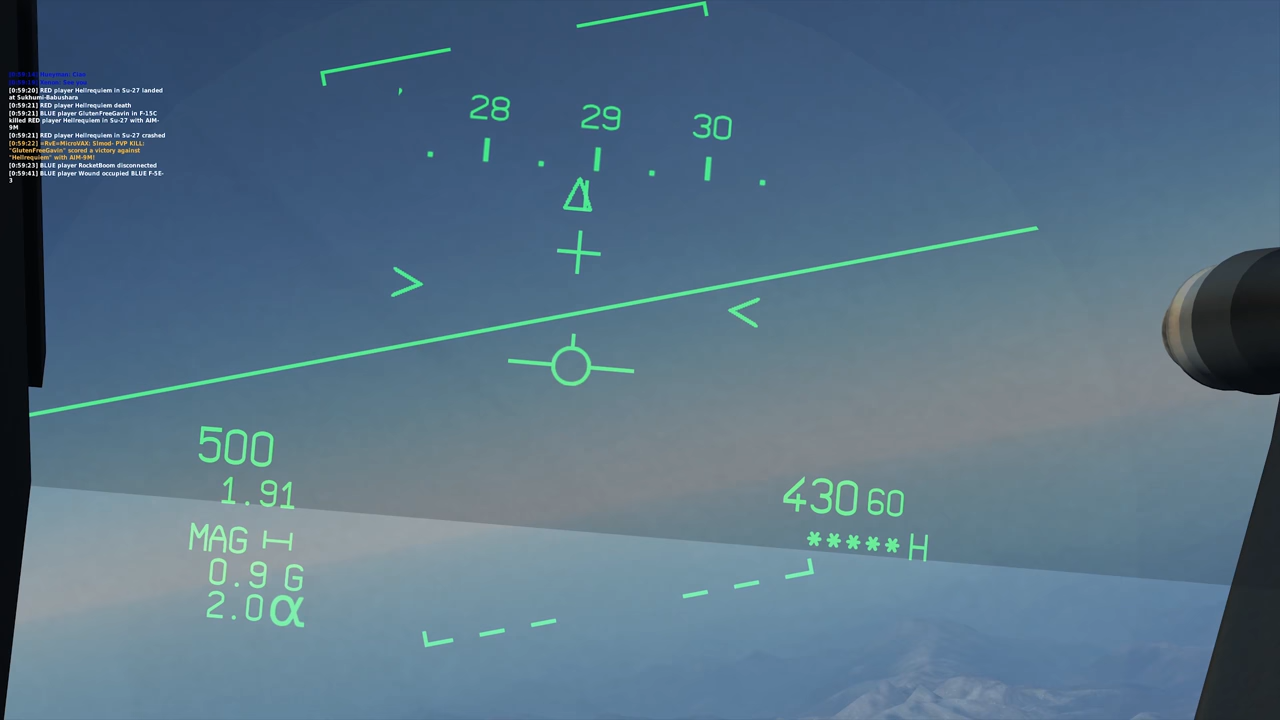 [0:59:20] RED player Hellrequiem in Su-27 landed
at Sukhumi-Babushara
[0:59:21] RED player Hellrequiem death
[0:59:21] BLUE player GlutenFreeGavin in F-15C
killed RED player Hellrequiem in Su-27 with AIM-
9M
[0:59:21] RED player Hellrequiem in Su-27 crashed
[0:59:22] =RvE=MicroVAX: Slmod- PVP KILL:
"GlutenFreeGavin" scored a victory against
"Hellrequiem" with AIM-9M!
[0:59:23] BLUE player RocketBoom disconnected
[0:59:41] BLUE player Wound occupied BLUE F-5E-
3
28 29 30
500
1.91
MAG H
0.9 G
2.0 α
430 60
*****H